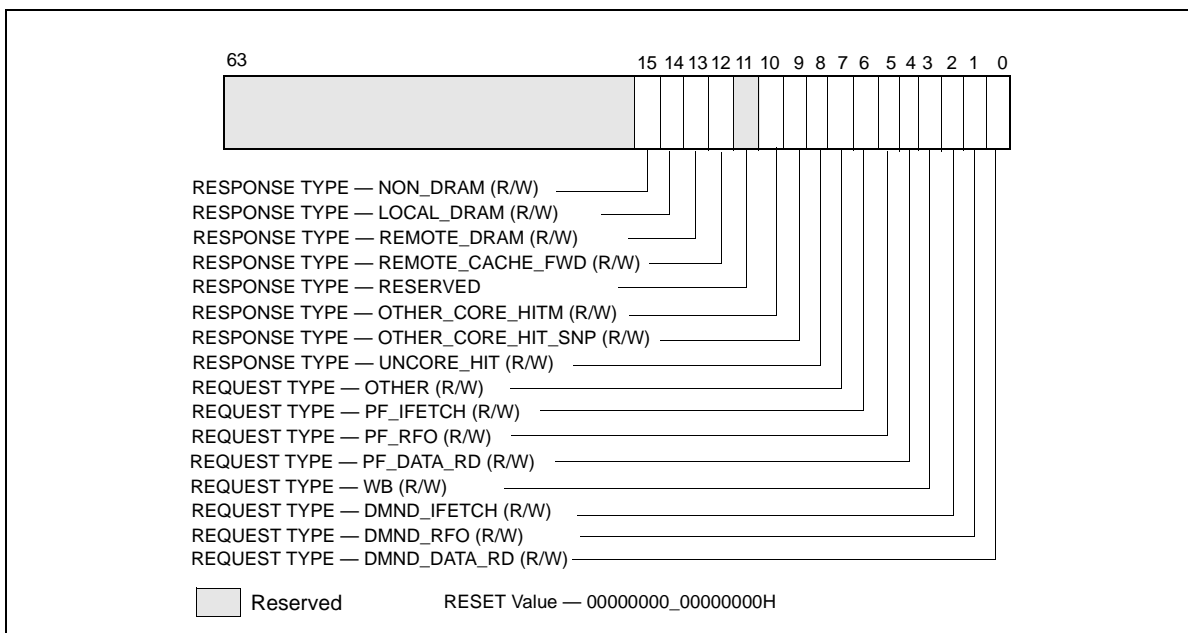 63 15 14 13 12 11 10 9 8 7 6 5 4 3 2 1 0
RESPONSE TYPE — NON_DRAM (R/W)
RESPONSE TYPE — LOCAL_DRAM (R/W)
RESPONSE TYPE — REMOTE_DRAM (R/W)
RESPONSE TYPE — REMOTE_CACHE_FWD (R/W)
RESPONSE TYPE — RESERVED
RESPONSE TYPE — OTHER_CORE_HITM (R/W)
RESPONSE TYPE — OTHER_CORE_HIT_SNP (R/W)
RESPONSE TYPE — UNCORE_HIT (R/W)
REQUEST TYPE — OTHER (R/W)
REQUEST TYPE — PF_IFETCH (R/W)
REQUEST TYPE — PF_RFO (R/W)
REQUEST TYPE — PF_DATA_RD (R/W)
REQUEST TYPE — WB (R/W)
REQUEST TYPE — DMND_IFETCH (R/W)
REQUEST TYPE — DMND_RFO (R/W)
REQUEST TYPE — DMND_DATA_RD (R/W)
Reserved RESET Value — 00000000_00000000H